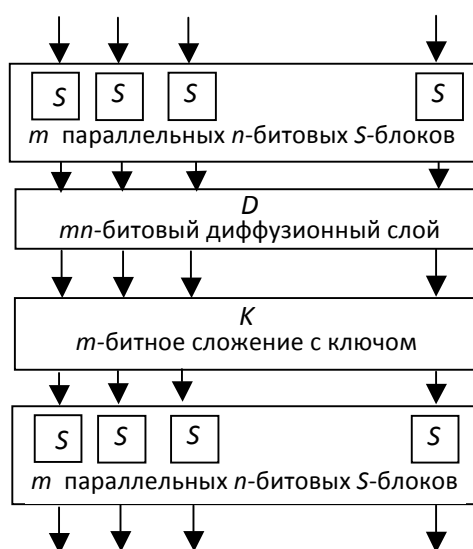 S S S S
m параллельных n-битовых S-блоков
D
mn-битовый диффузионный слой
K
m-битное сложение с ключом
S S S S
m параллельных n-битовых S-блоков